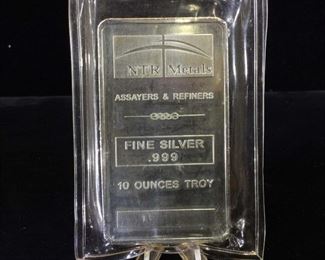 NTR Metals
ASSAYERS & REFINERS
FINE SILVER
.999
10 OUNCES TROY